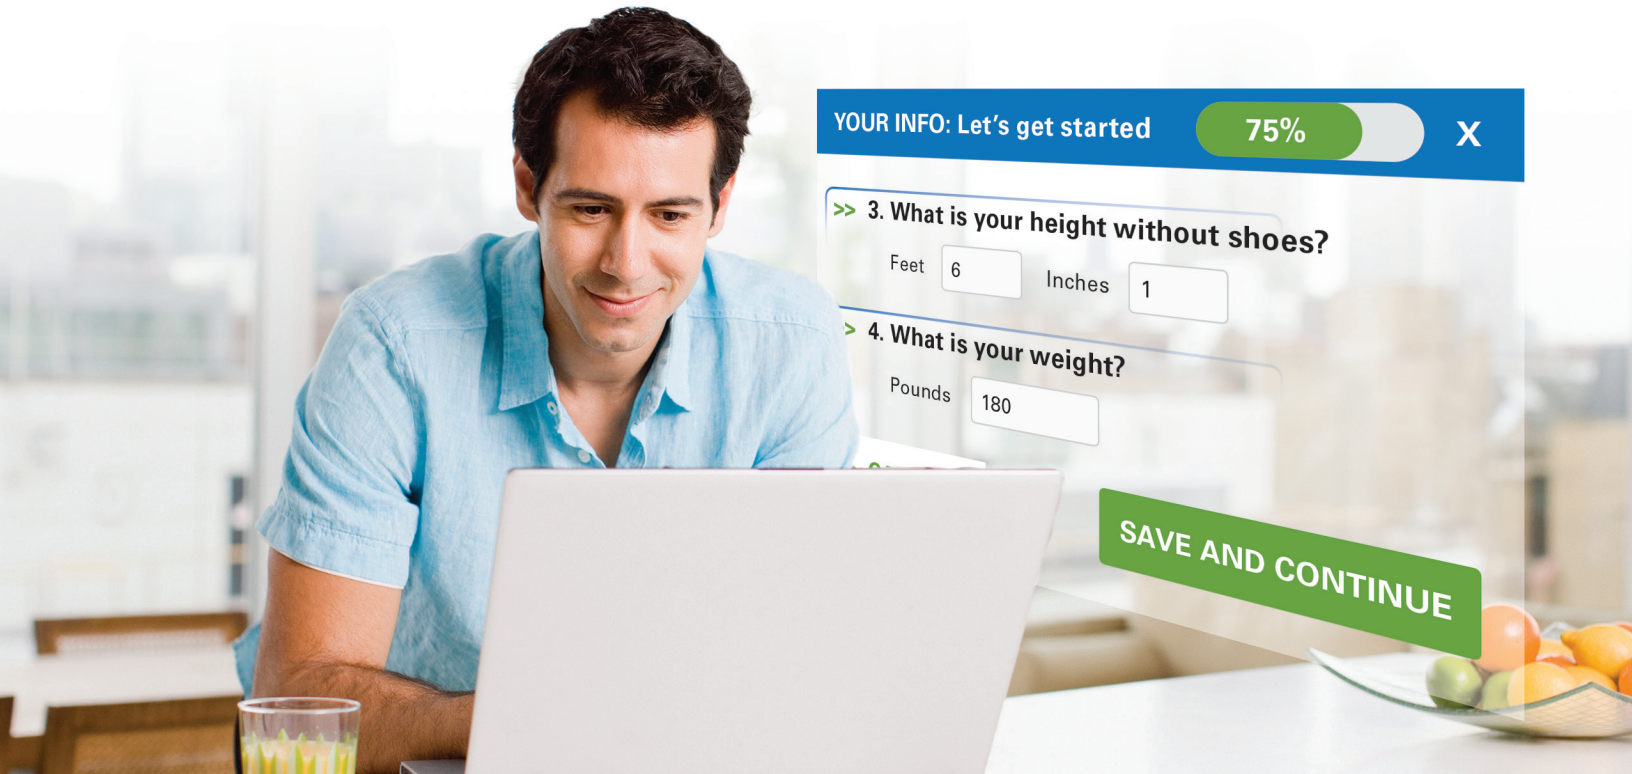 YOUR INFO: Let's get started 75% X
>> 3. What is your height without shoes?
Feet 6 Inches 1
> 4. What is your weight?
Pounds 180
SAVE AND CONTINUE